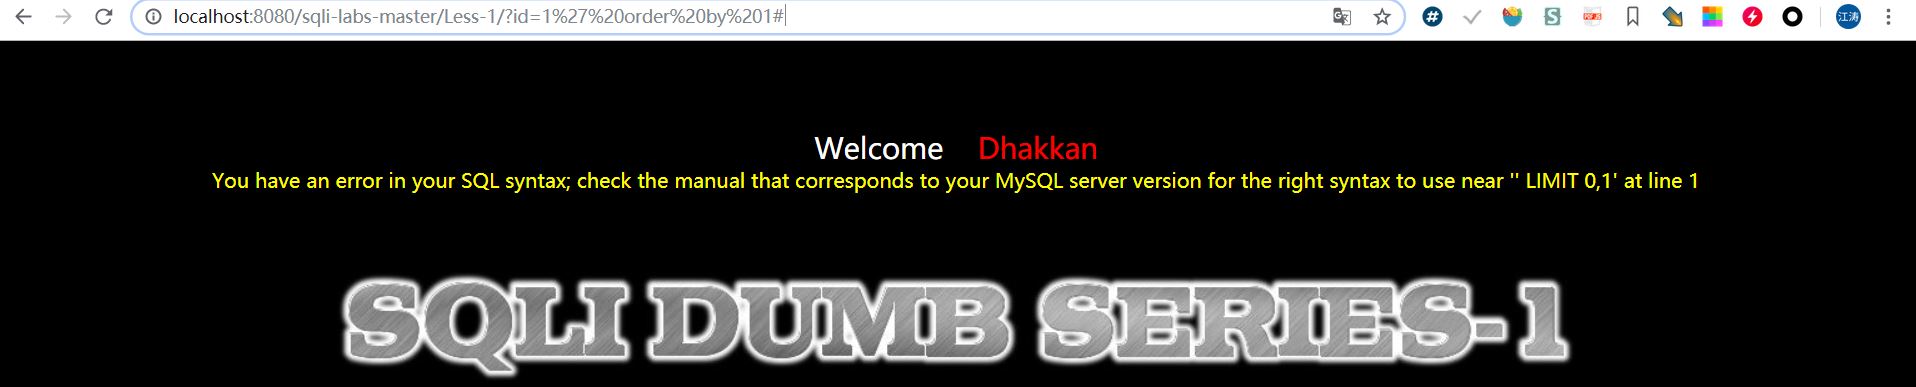 localhost:8080/sqli-labs-master/Less-1/?id=1%27%20order%20by%201#
江涛
Welcome Dhakkan
You have an error in your SQL syntax; check the manual that corresponds to your MySQL server version for the right syntax to use near '' LIMIT 0,1' at line 1
SQLI DUMB SERIES-1